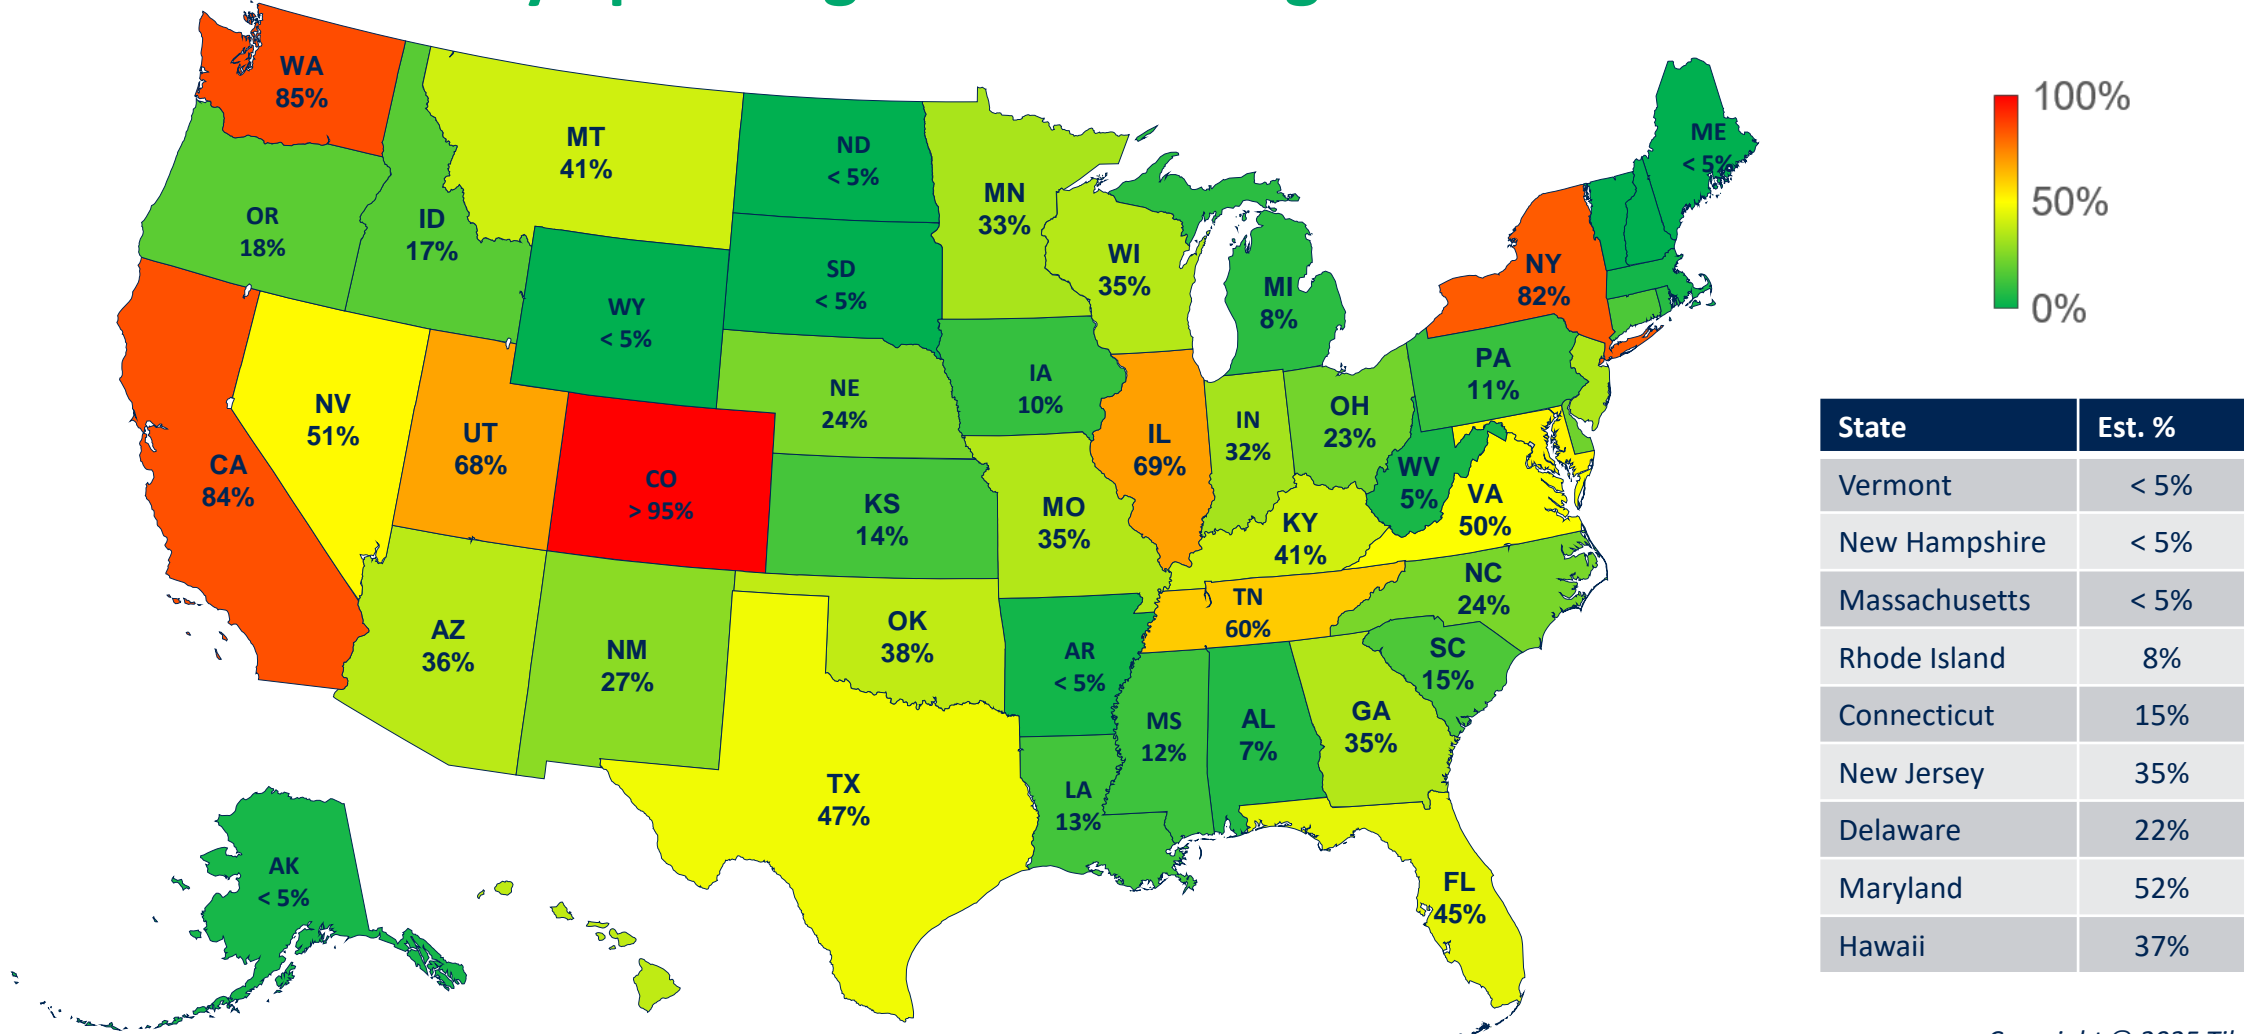 WA
85%
MT
41%
ND
< 5%
MN
33%
ME
< 5%
100%
50%
0%
OR
18%
ID
17%
SD
< 5%
WI
35%
MI
8%
NY
82%
WY
< 5%
NE
24%
IA
10%
PA
11%
NV
51%
UT
68%
CO
> 95%
IL
69%
IN
32%
OH
23%
CA
84%
KS
14%
MO
35%
KY
41%
WV
5%
VA
50%
AZ
36%
NM
27%
OK
38%
AR
< 5%
TN
60%
NC
24%
SC
15%
MS
12%
AL
7%
GA
35%
TX
47%
LA
13%
FL
45%
AK
< 5%
State Est. %
Vermont < 5%
New Hampshire < 5%
Massachusetts < 5%
Rhode Island 8%
Connecticut 15%
New Jersey 35%
Delaware 22%
Maryland 52%
Hawaii 37%
Copyright © 2025